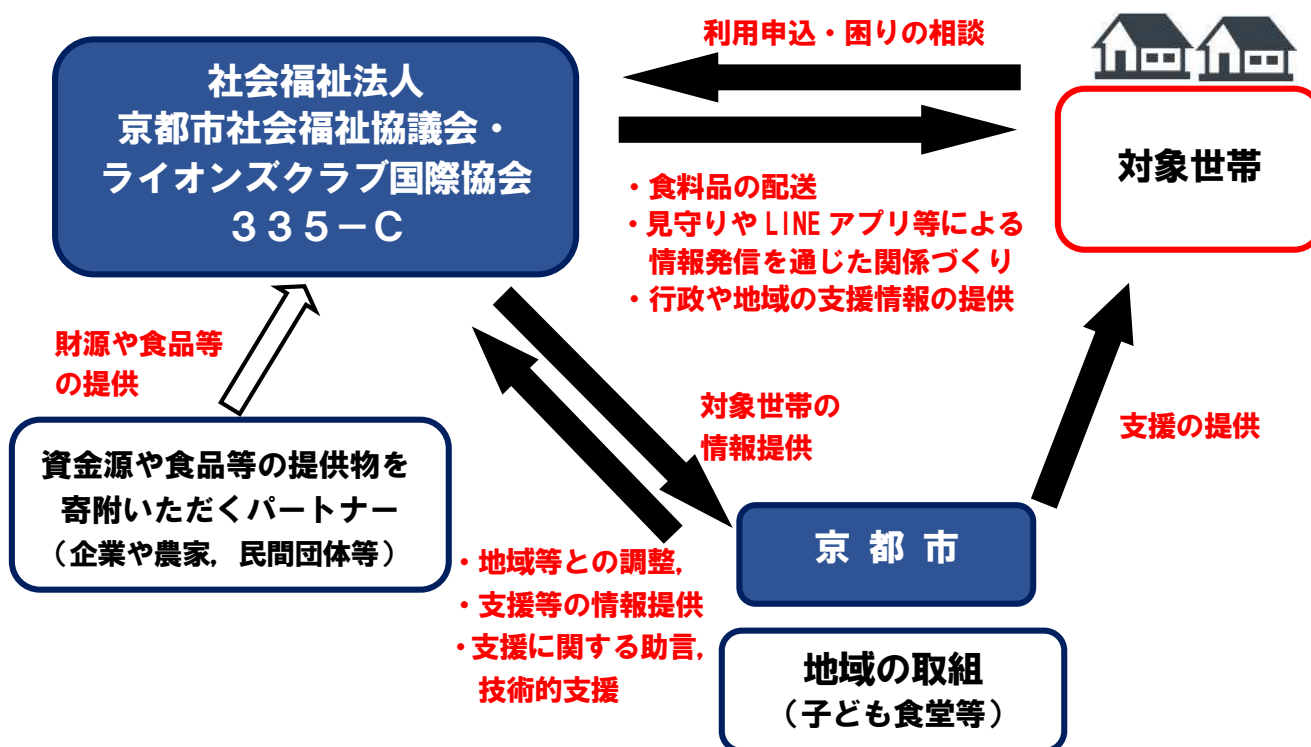 利用申込・困りの相談
社会福祉法人
京都市社会福祉協議会・
ライオンズクラブ国際協会
３３５－Ｃ
対象世帯
・食料品の配送
・見守りや LINE アプリ等による
情報発信を通じた関係づくり
・行政や地域の支援情報の提供
財源や食品等
の提供
対象世帯の
情報提供
支援の提供
資金源や食品等の提供物を
寄附いただくパートナー
（企業や農家，民間団体等）
京 都 市
・地域等との調整，
・支援等の情報提供
・支援に関する助言，
技術的支援
地域の取組
（子ども食堂等）